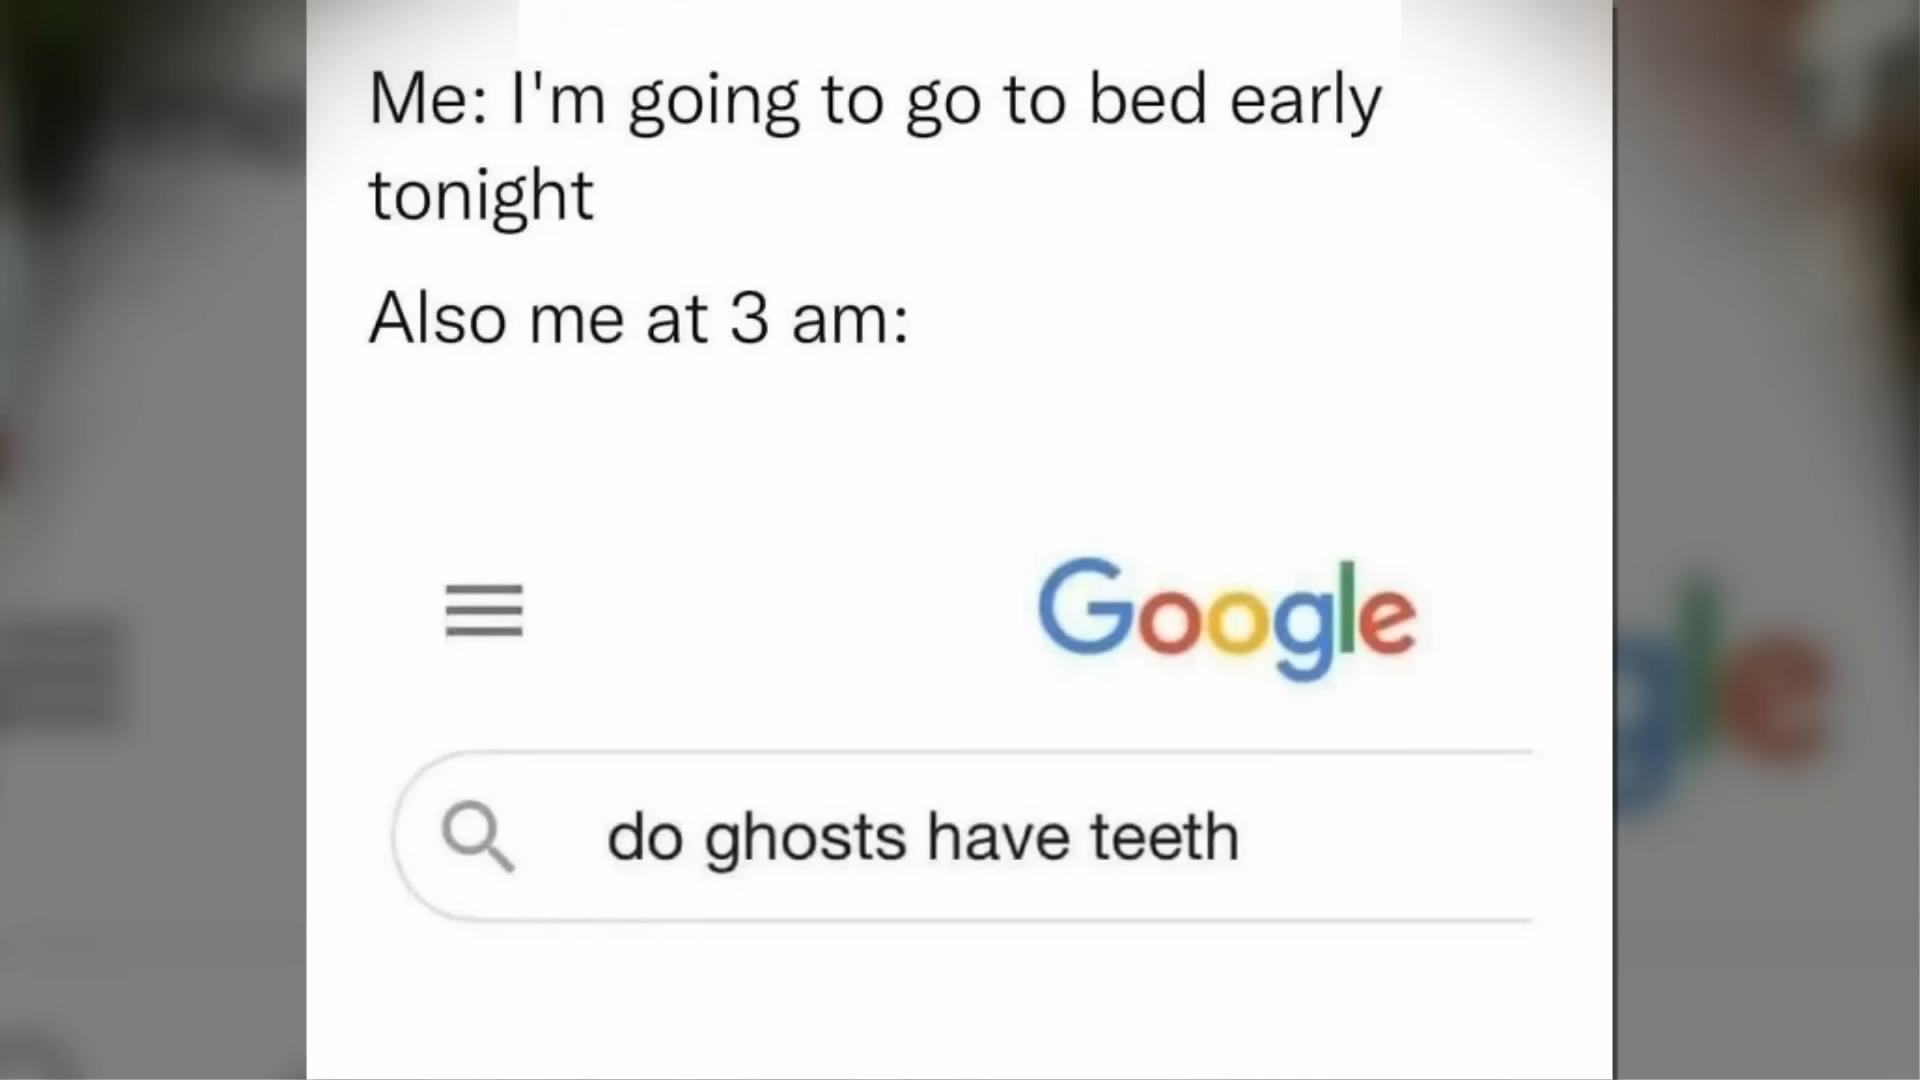 Me: I'm going to go to bed early
tonight
Also me at 3 am:
Google
do ghosts have teeth